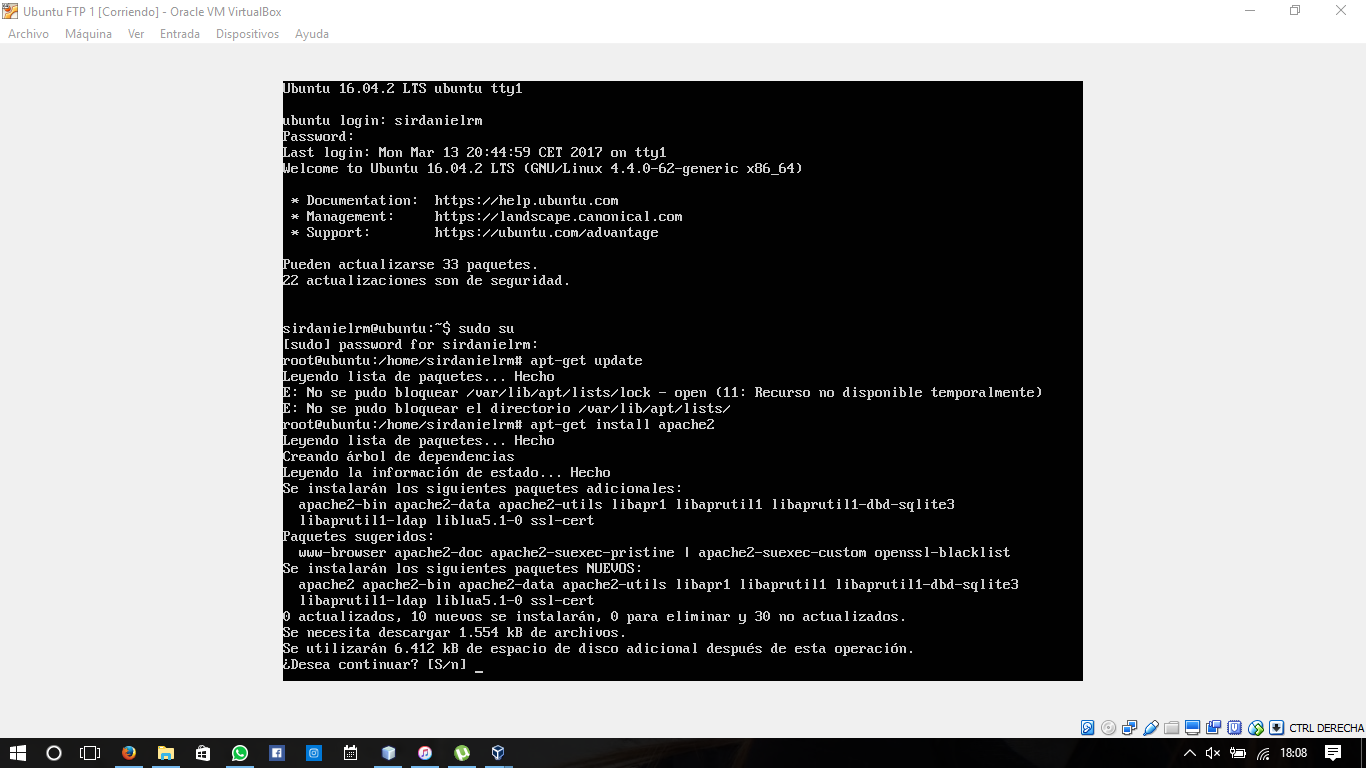 Ubuntu FTP 1 [Corriendo] - Oracle VM VirtualBox
Archivo Máquina Ver Entrada Dispositivos Ayuda
Ubuntu 16.04.2 LTS ubuntu tty1
ubuntu login: sirdanielrm
Password:
Last login: Mon Mar 13 20:44:59 CET 2017 on tty1
Welcome to Ubuntu 16.04.2 LTS (GNU/Linux 4.4.0-62-generic x86_64)
* Documentation: https://help.ubuntu.com
* Management: https://landscape.canonical.com
* Support: https://ubuntu.com/advantage
Pueden actualizarse 33 paquetes.
22 actualizaciones son de seguridad.
sirdanielrm@ubuntu:~$ sudo su
[sudo] password for sirdanielrm:
root@ubuntu:/home/sirdanielrm# apt-get update
Leyendo lista de paquetes... Hecho
E: No se pudo bloquear /var/lib/apt/lists/lock - open (11: Recurso no disponible temporalmente)
E: No se pudo bloquear el directorio /var/lib/apt/lists/
root@ubuntu:/home/sirdanielrm# apt-get install apache2
Leyendo lista de paquetes... Hecho
Creando árbol de dependencias
Leyendo la información de estado... Hecho
Se instalarán los siguientes paquetes adicionales:
apache2-bin apache2-data apache2-utils libapr1 libaprutil1 libaprutil1-dbd-sqlite3
libaprutil1-ldap liblua5.1-0 ssl-cert
Paquetes sugeridos:
www-browser apache2-doc apache2-suexec-pristine | apache2-suexec-custom openssl-blacklist
Se instalarán los siguientes paquetes NUEVOS:
apache2 apache2-bin apache2-data apache2-utils libapr1 libaprutil1 libaprutil1-dbd-sqlite3
libaprutil1-ldap liblua5.1-0 ssl-cert
0 actualizados, 10 nuevos se instalarán, 0 para eliminar y 30 no actualizados.
Se necesita descargar 1.554 kB de archivos.
Se utilizarán 6.412 kB de espacio de disco adicional después de esta operación.
¿Desea continuar? [S/n] _
CTRL DERECHA
18:08